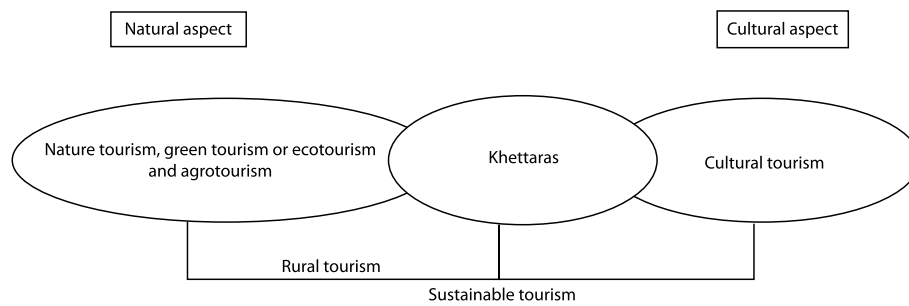 Natural aspect
Cultural aspect
Nature tourism, green tourism or ecotourism
and agrotourism
Khettaras
Cultural tourism
Rural tourism
Sustainable tourism